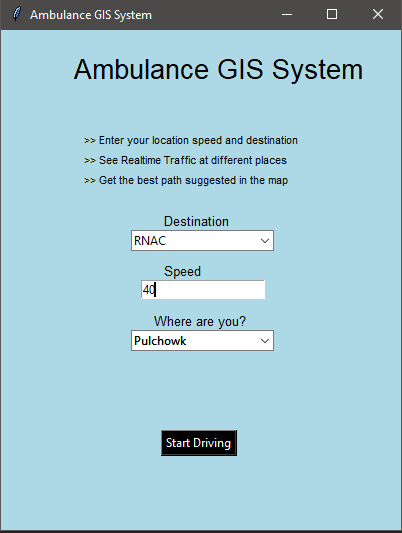 Ambulance GIS System
Ambulance GIS System
>> Enter your location speed and destination
>> See Realtime Traffic at different places
>> Get the best path suggested in the map
Destination
RNAC
Speed
40
Where are you?
Pulchowk
Start Driving